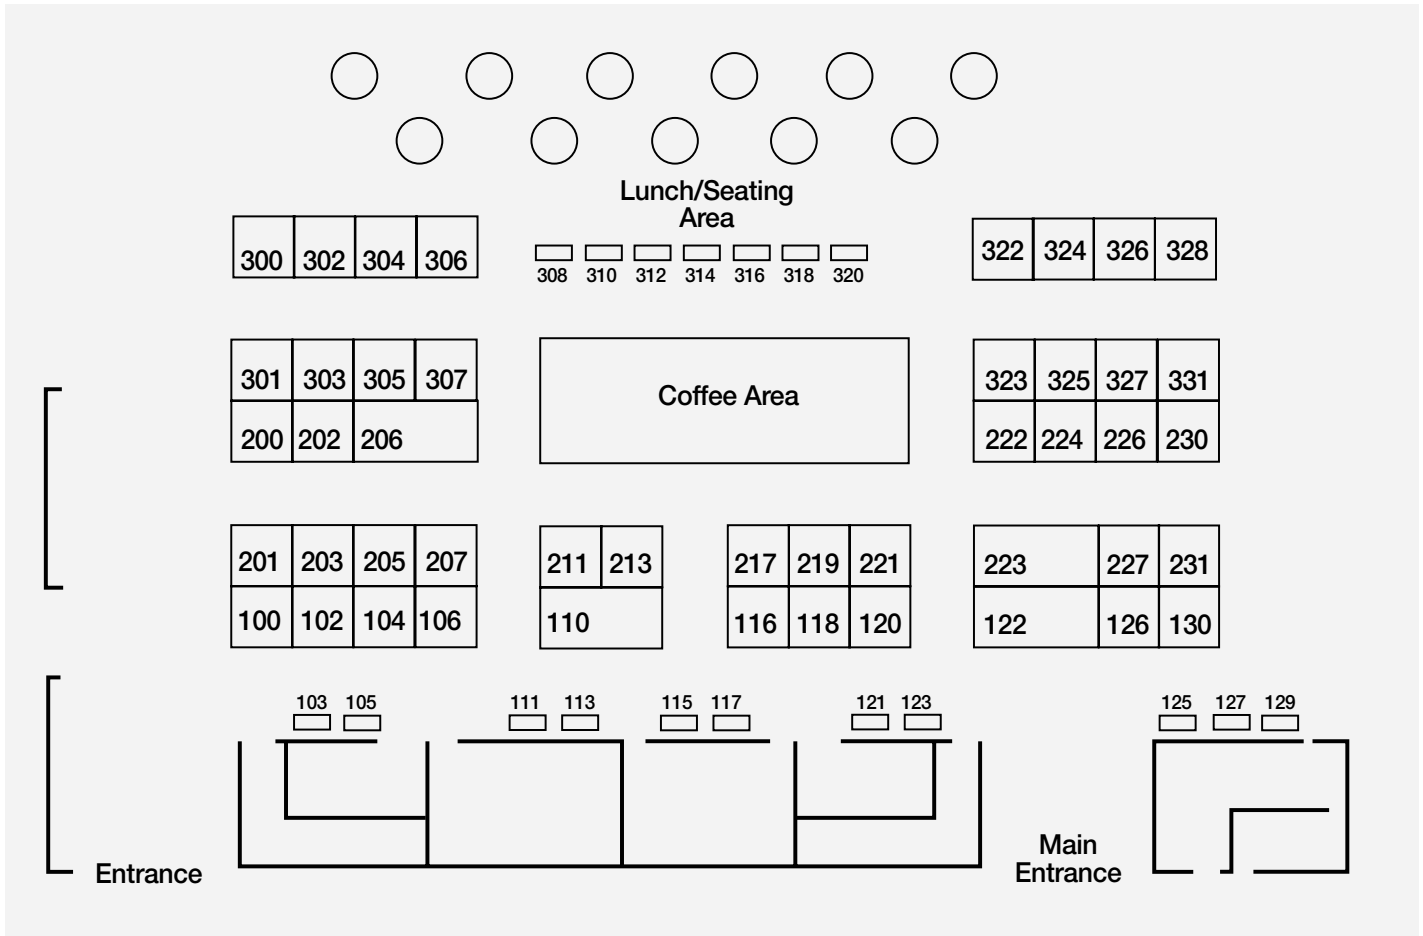 Lunch/Seating
Area
300 302 304 306
308 310 312 314 316 318 320
322 324 326 328
301 303 305 307
200 202 206
Coffee Area
323 325 327 331
222 224 226 230
201 203 205 207
100 102 104 106
211 213
110
217 219 221
116 118 120
223 227 231
122 126 130
103 105 111 113 115 117 121 123 125 127 129
Entrance
Main
Entrance